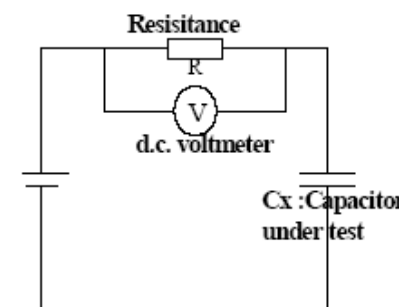 Resisitance
R
V
d.c. voltmeter
Cx :Capacitor
under test